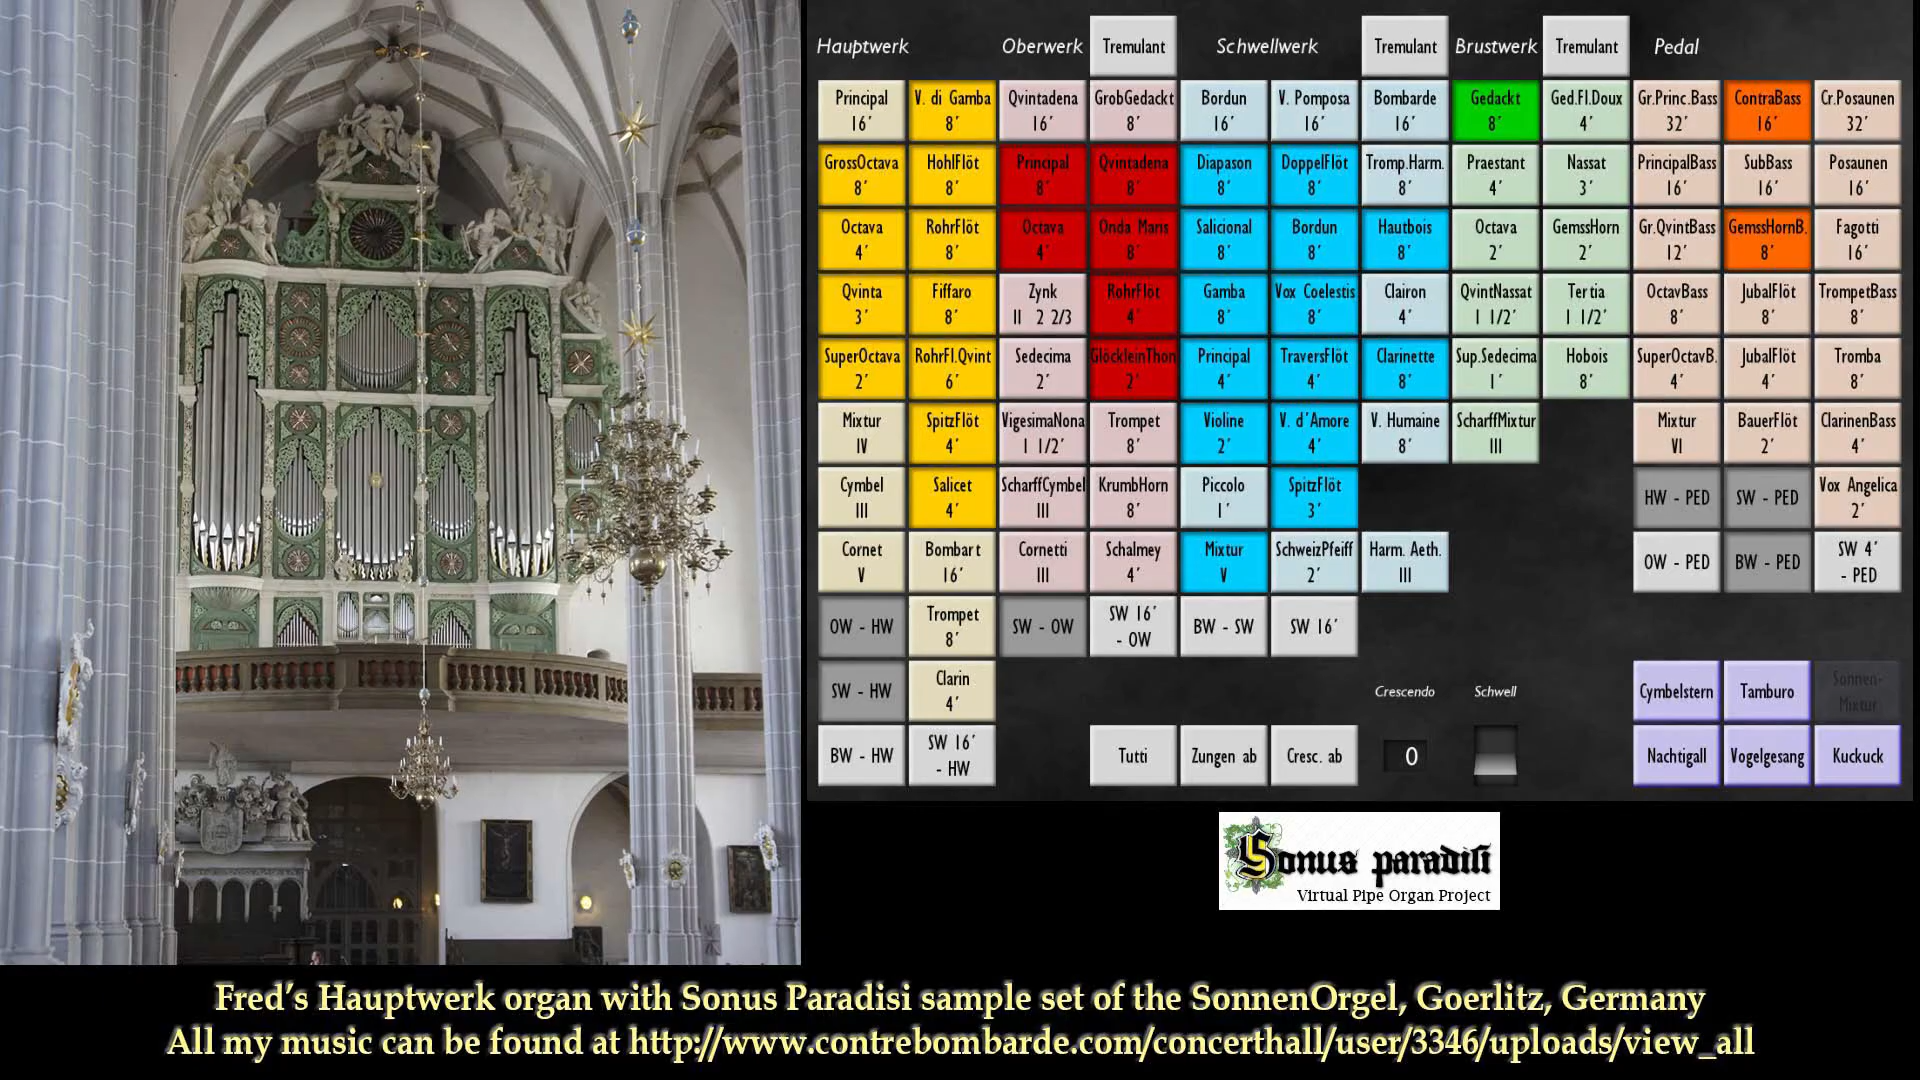 Hauptwerk Oberwerk Tremulant Schwellwerk Tremulant Brustwerk Tremulant Pedal
Principal V. di Gamba Qvintadena GrobGedackt Bordun V. Pomposa Bombarde Gedackt Ged.Fl.Doux Gr.Princ.Bass ContraBass Cr.Posaunen
16´ 8´ 16´ 8´ 16´ 16´ 16´ 8´ 4´ 32´ 16´ 32´
GrossOctava HohlFlöt Principal Qvintadena Diapason DoppelFlöt Tromp.Harm. Praestant Nassat PrincipalBass SubBass Posaunen
8´ 8´ 8´ 8´ 8´ 8´ 8´ 4´ 3´ 16´ 16´ 16´
Octava RohrFlöt Octava Onda Maris Salicional Bordun Hautbois Octava GemssHorn Gr.QvintBass GemssHornB. Fagotti
4´ 8´ 4´ 8´ 8´ 8´ 8´ 2´ 2´ 12´ 8´ 16´
Qvinta Fiffaro Zynk RohrFlöt Gamba Vox Coelestis Clairon QvintNassat Tertia OctavBass JubalFlöt TrompetBass
3´ 8´ II 2 2/3 4´ 8´ 8´ 4´ 1 1/2´ 1 1/2´ 8´ 8´ 8´
SuperOctava RohrFl.Qvint Sedecima GlöckleinThon Principal TraversFlöt Clarinette Sup.Sedecima Hobois SuperOctavB. JubalFlöt Tromba
2´ 6´ 2´ 2´ 4´ 4´ 8´ 1´ 8´ 4´ 4´ 8´
Mixtur SpitzFlöt VigesimaNona Trompet Violine V. d´Amore V. Humaine ScharffMixtur Mixtur BauerFlöt ClarinenBass
IV 4´ 1 1/2´ 8´ 2´ 4´ 8´ III VI 2´ 4´
Cymbel Salicet ScharffCymbel KrumbHorn Piccolo SpitzFlöt HW - PED SW - PED Vox Angelica
III 4´ III 8´ 1´ 3´ 2´
Cornet Bombart Cornetti Schalmey Mixtur SchweizPfeiff Harm. Aeth. OW - PED BW - PED SW 4´
V 16´ III 4´ V 2´ III - PED
OW - HW Trompet SW - OW SW 16´ BW - SW SW 16´
8´ - OW
SW - HW Clarin Crescendo Schwell Cymbelstern Tamburo Sonnen-
4´ Mixtur
BW - HW SW 16´ Tutti Zungen ab Cresc. ab 0 Nachtigall Vogelgesang Kuckuck
- HW
Sonus paradisi
Virtual Pipe Organ Project
Fred's Hauptwerk organ with Sonus Paradisi sample set of the SonnenOrgel, Goerlitz, Germany
All my music can be found at http://www.contrebombarde.com/concerthall/user/3346/uploads/view_all